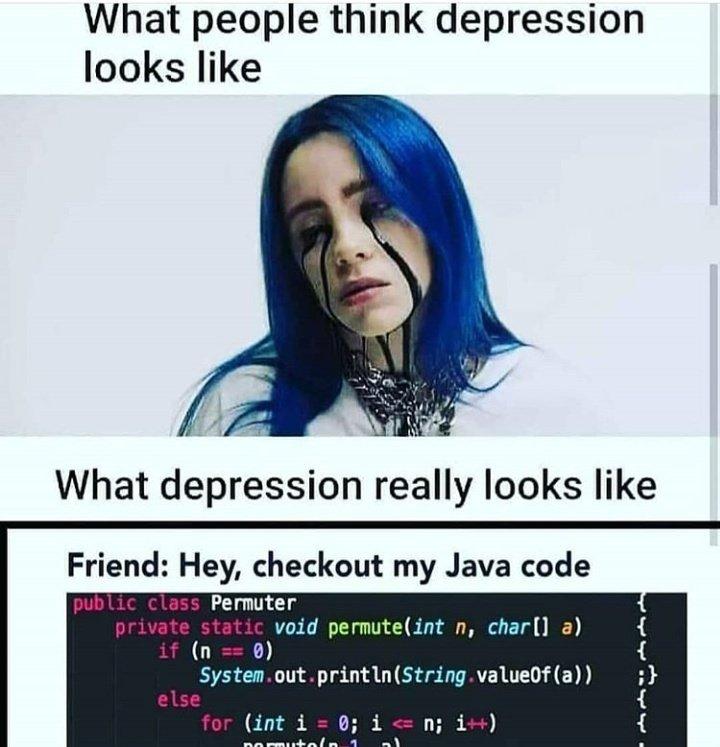 What people think depression
looks like
What depression really looks like
Friend: Hey, checkout my Java code
public class Permuter {
private static void permute(int n, char[] a) {
if (n == 0) {
System.out.println(String.valueOf(a)) ;}
else {
for (int i = 0; i <= n; i++) {